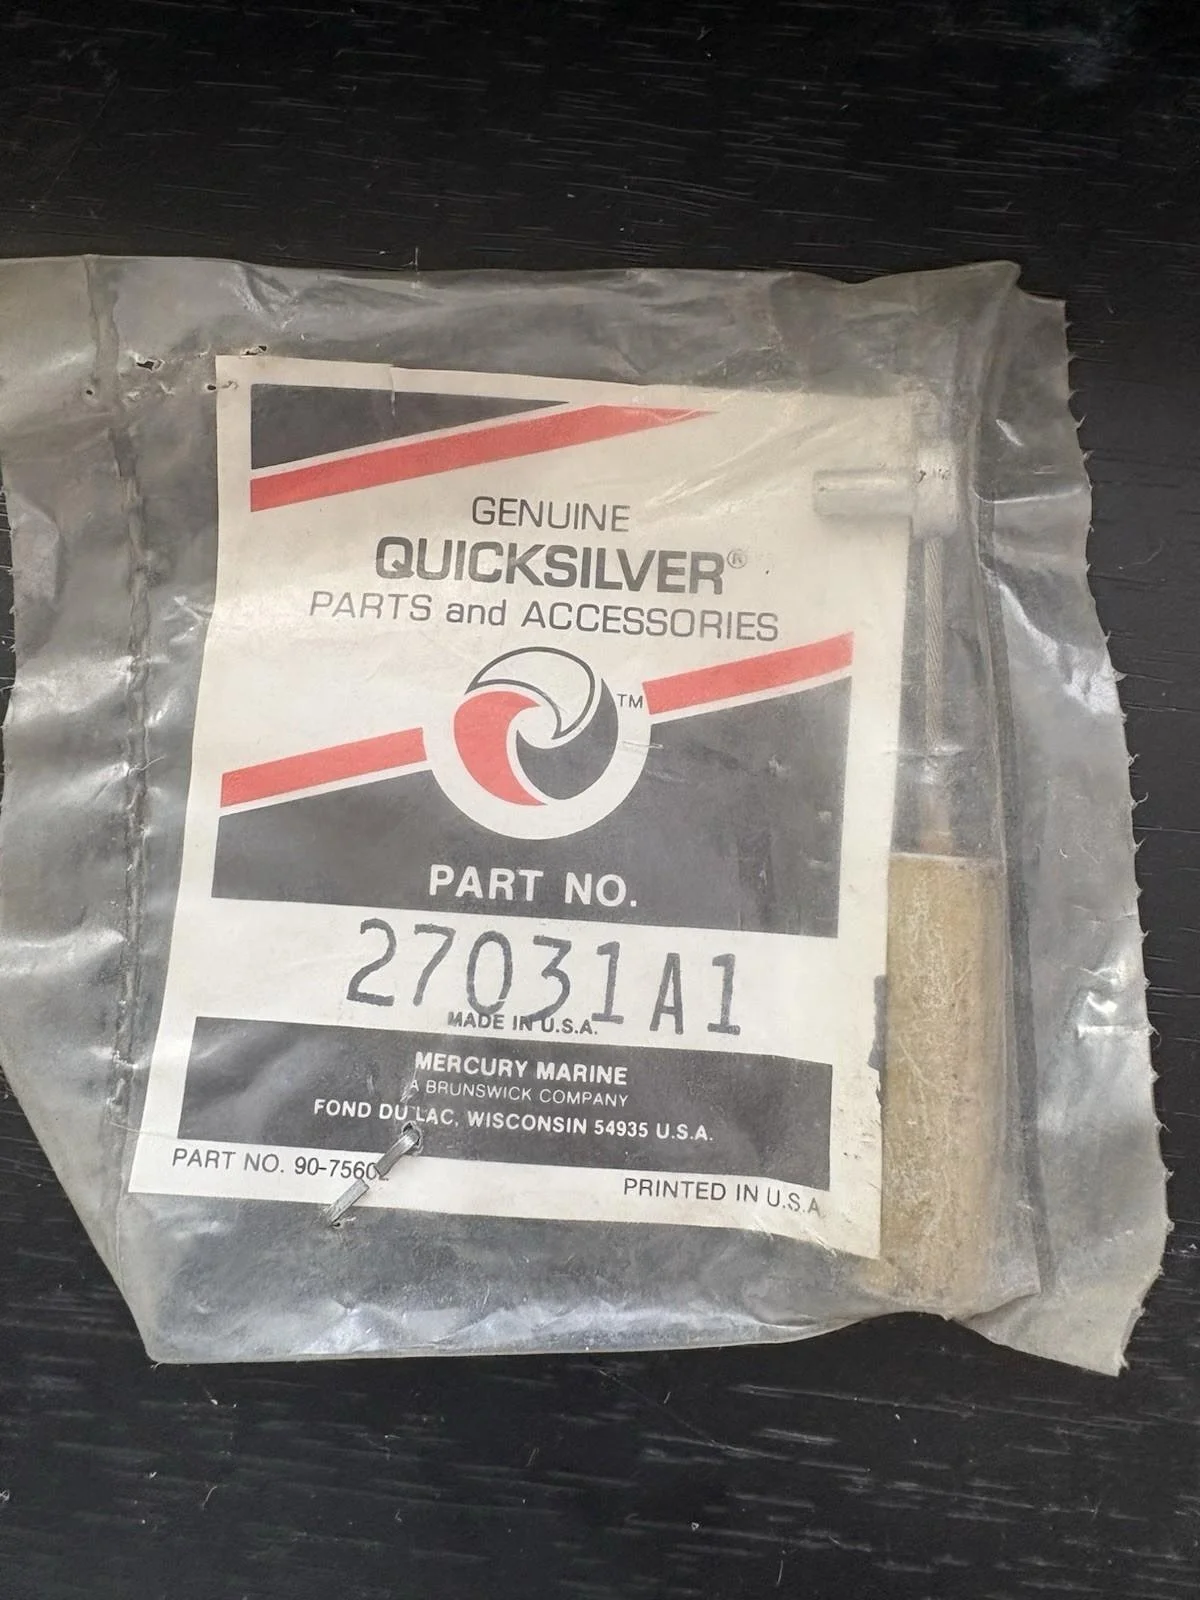 GENUINE
QUICKSILVER®
PARTS and ACCESSORIES
TM
PART NO.
27031A1
MADE IN U.S.A.
MERCURY MARINE
A BRUNSWICK COMPANY
FOND DU LAC, WISCONSIN 54935 U.S.A.
PART NO. 90-7560
PRINTED IN U.S.A.